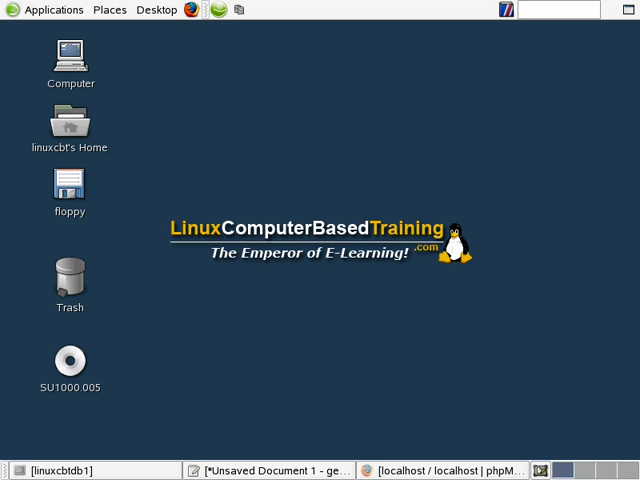 Applications Places Desktop
Computer
linuxcbt's Home
floppy
Trash
SU1000.005
LinuxComputerBasedTraining
.com
The Emperor of E-Learning!
[linuxcbtdb1]
[*Unsaved Document 1 - ge...
[localhost / localhost | phpM...